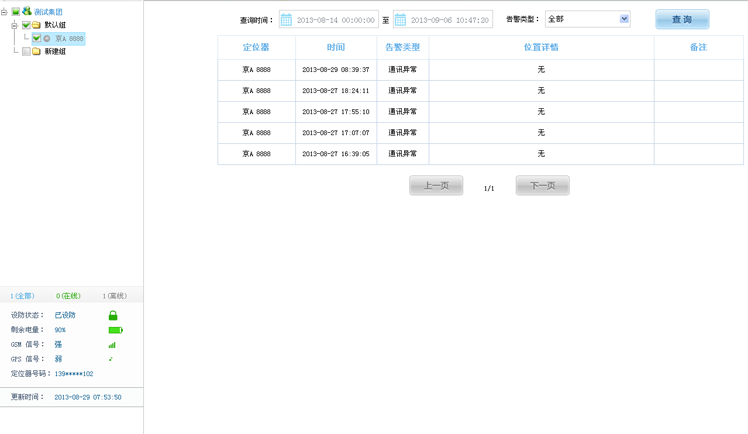 测试集团
默认组
京A 8888
新建组
1(全部) 0(在线) 1(离线)
设防状态： 已设防
剩余电量： 90%
GSM 信号： 强
GPS 信号： 弱
定位器号码： 139*****102
更新时间： 2013-08-29 07:53:50
查询时间： 2013-08-14 00:00:00 至 2013-09-06 10:47:20 告警类型： 全部 查询
定位器 时间 告警类型 位置详情 备注
京A 8888 2013-08-29 08:39:37 通讯异常 无
京A 8888 2013-08-27 18:24:11 通讯异常 无
京A 8888 2013-08-27 17:55:10 通讯异常 无
京A 8888 2013-08-27 17:07:07 通讯异常 无
京A 8888 2013-08-27 16:39:05 通讯异常 无
上一页 1/1 下一页